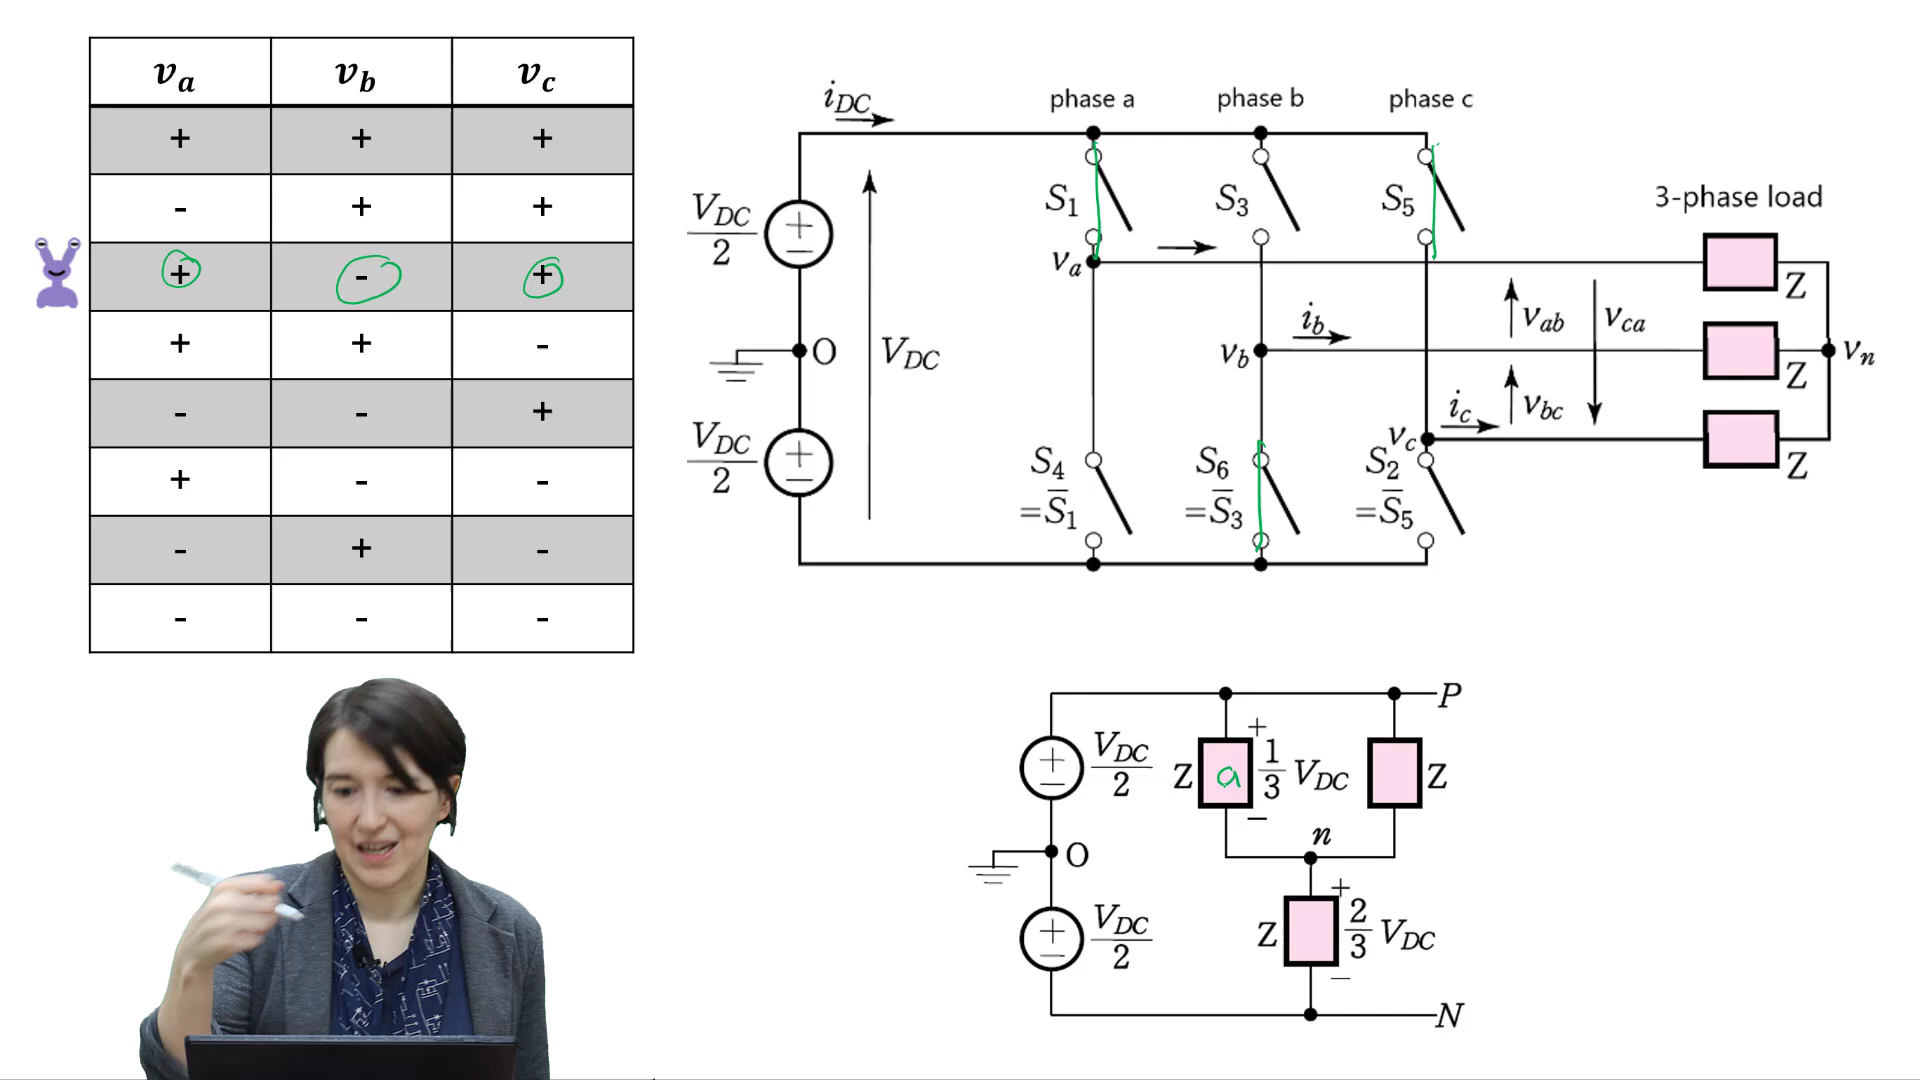 v_a v_b v_c
+ + +
- + +
+ - +
+ + -
- - +
+ - -
- + -
- - -
i_DC
phase a phase b phase c
V_DC/2
+
−
S_1 S_3 S_5
3-phase load
v_a
Z
O
V_DC
i_b
v_ab
v_ca
v_b
Z
v_n
i_c
v_bc
v_c
Z
V_DC/2
+
−
S_4 =S̅_1
S_6 =S̅_3
S_2 =S̅_5
P
V_DC/2
+
−
Z a + 1/3 V_DC −
Z
n
O
V_DC/2
+
−
Z + 2/3 V_DC −
N